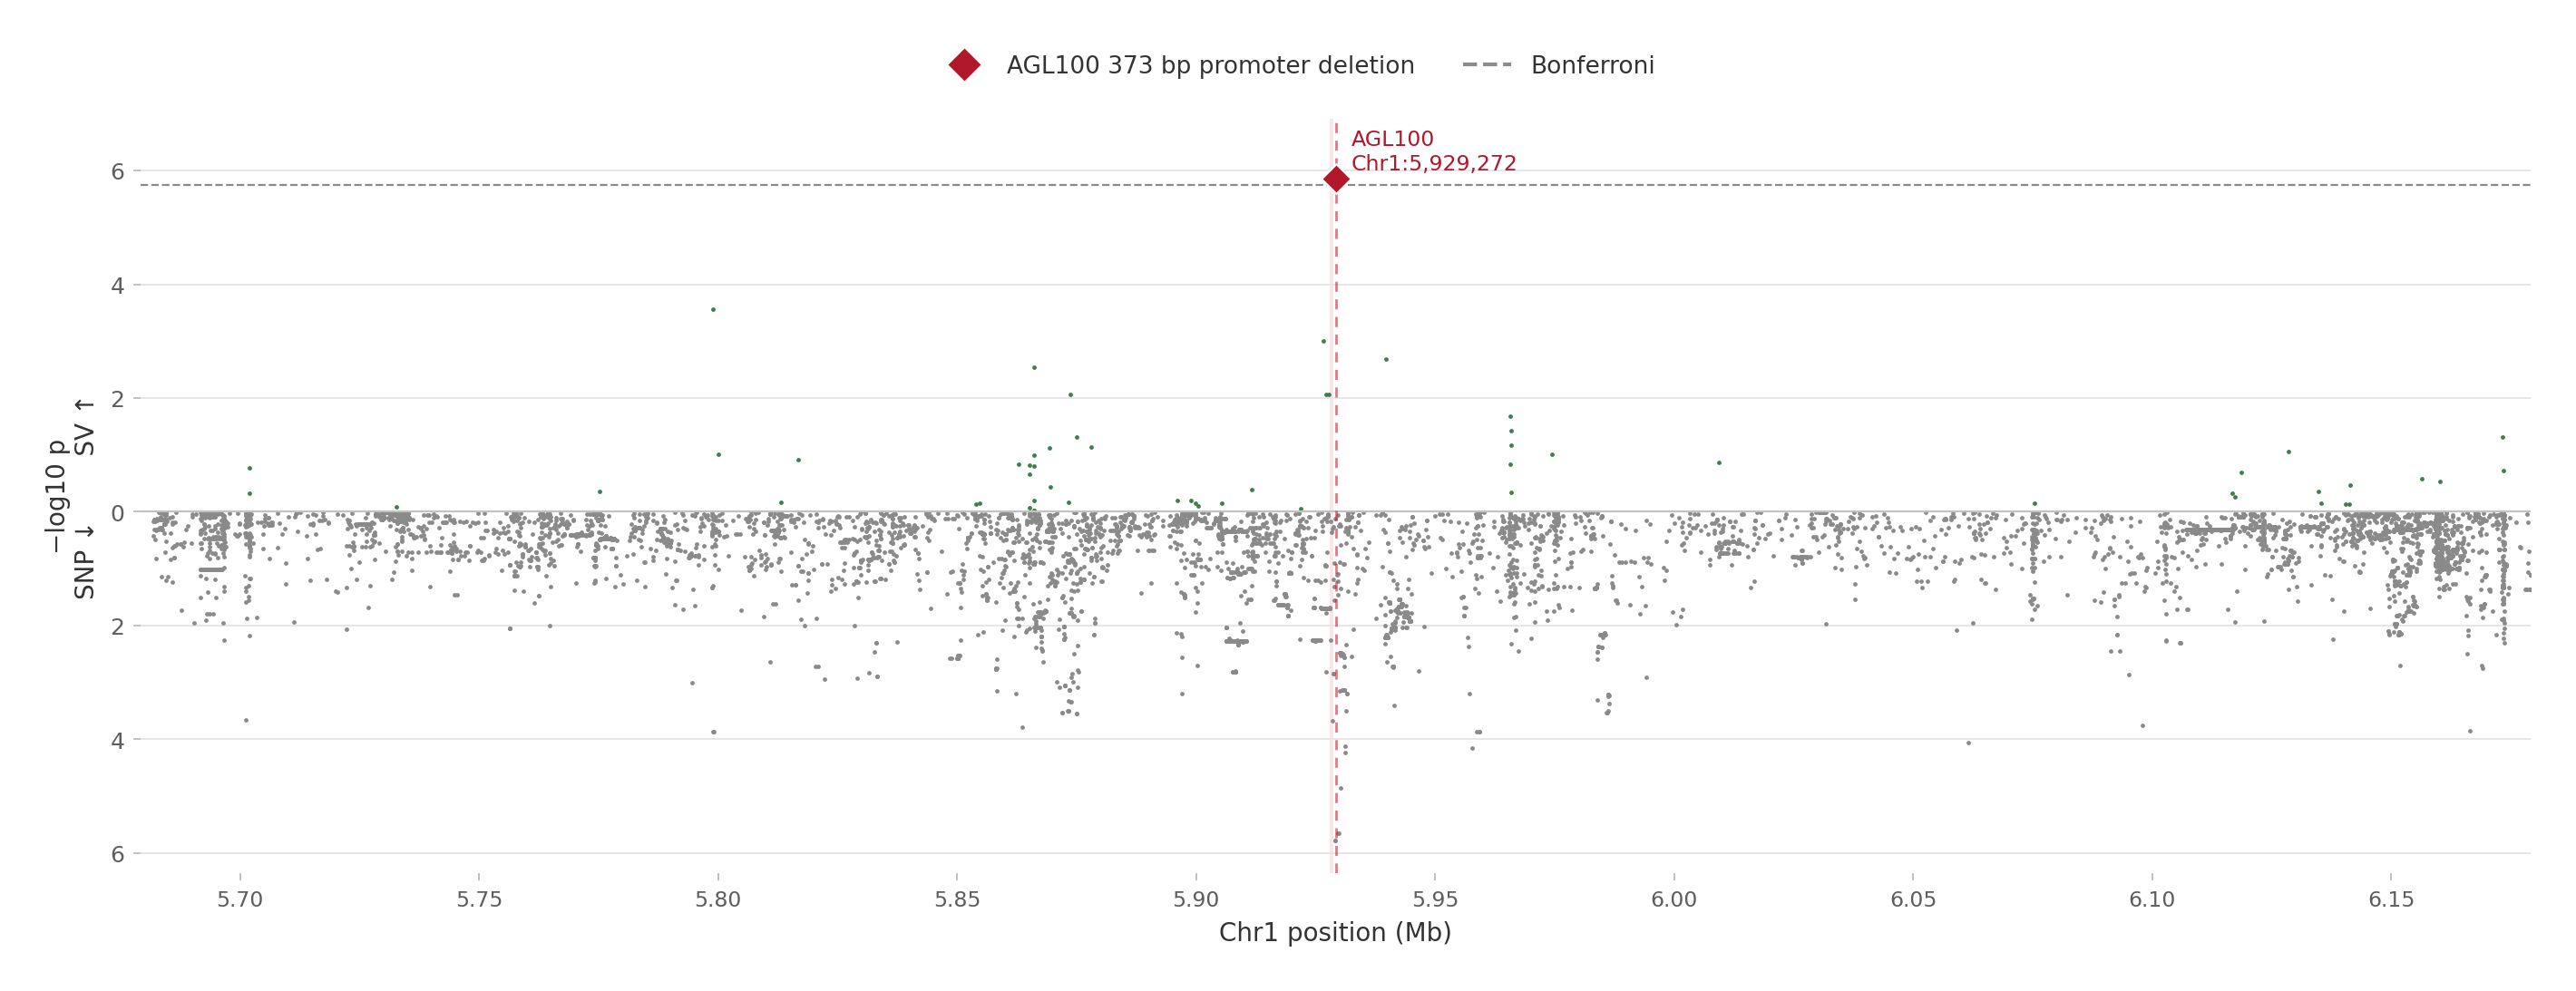 AGL100 373 bp promoter deletion
Bonferroni
AGL100
Chr1:5,929,272
6
4
2
0
2
4
6
−log10 p
SNP ↓ SV ↑
5.70
5.75
5.80
5.85
5.90
5.95
6.00
6.05
6.10
6.15
Chr1 position (Mb)